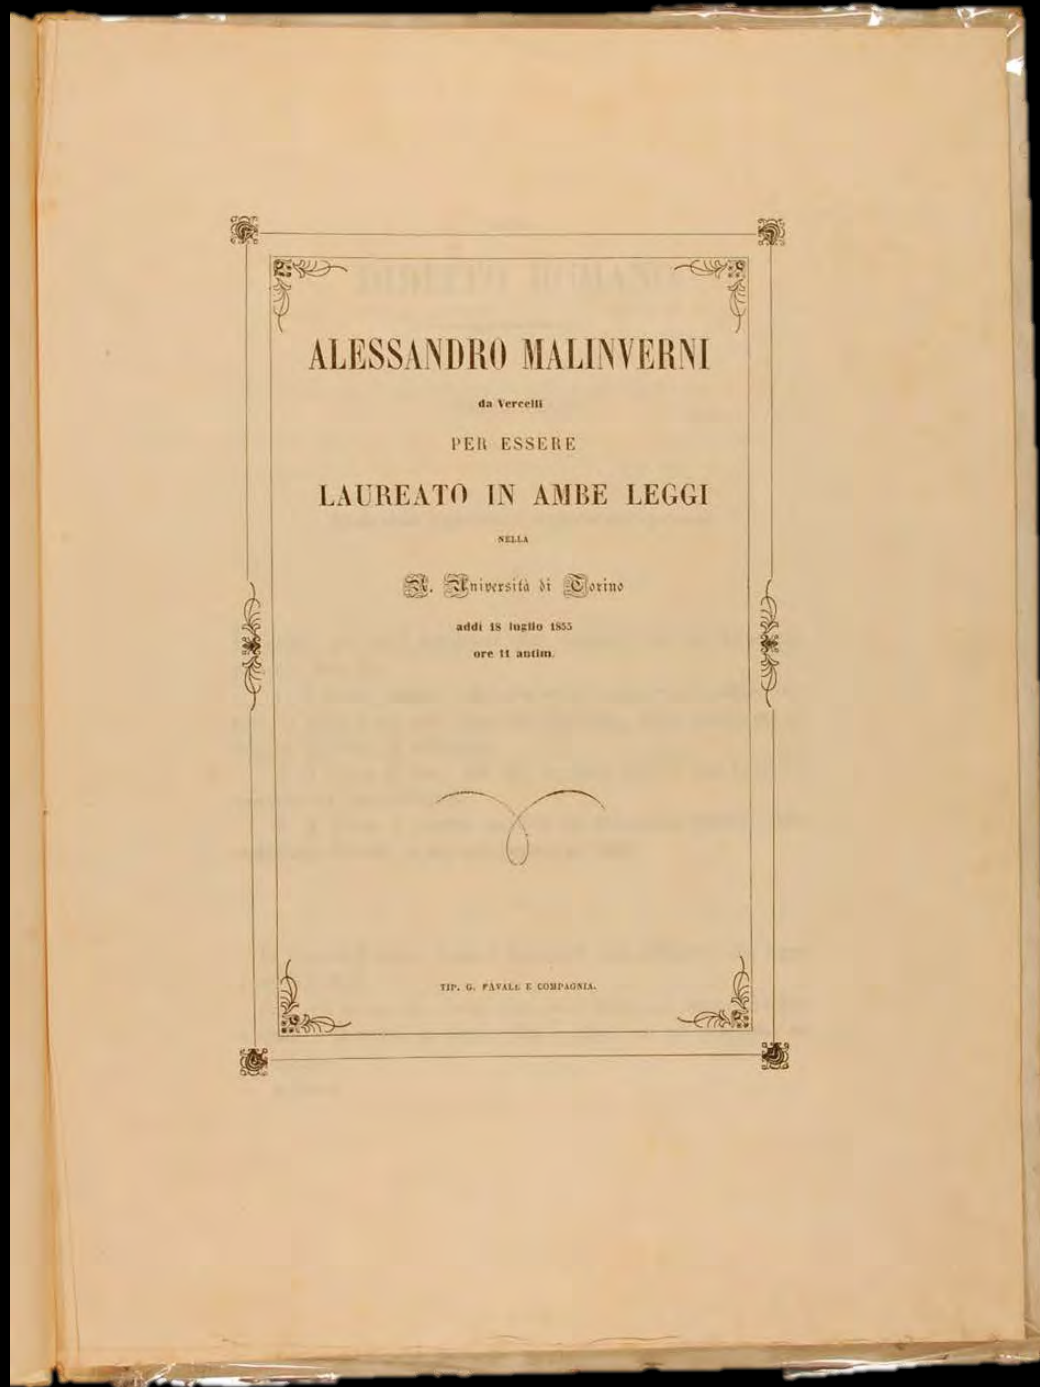 ALESSANDRO MALINVERNI
da Vercelli
PER ESSERE
LAUREATO IN AMBE LEGGI
NELLA
R. Università di Torino
addì 18 luglio 1855
ore 11 antim.
TIP. G. FAVALE E COMPAGNIA.